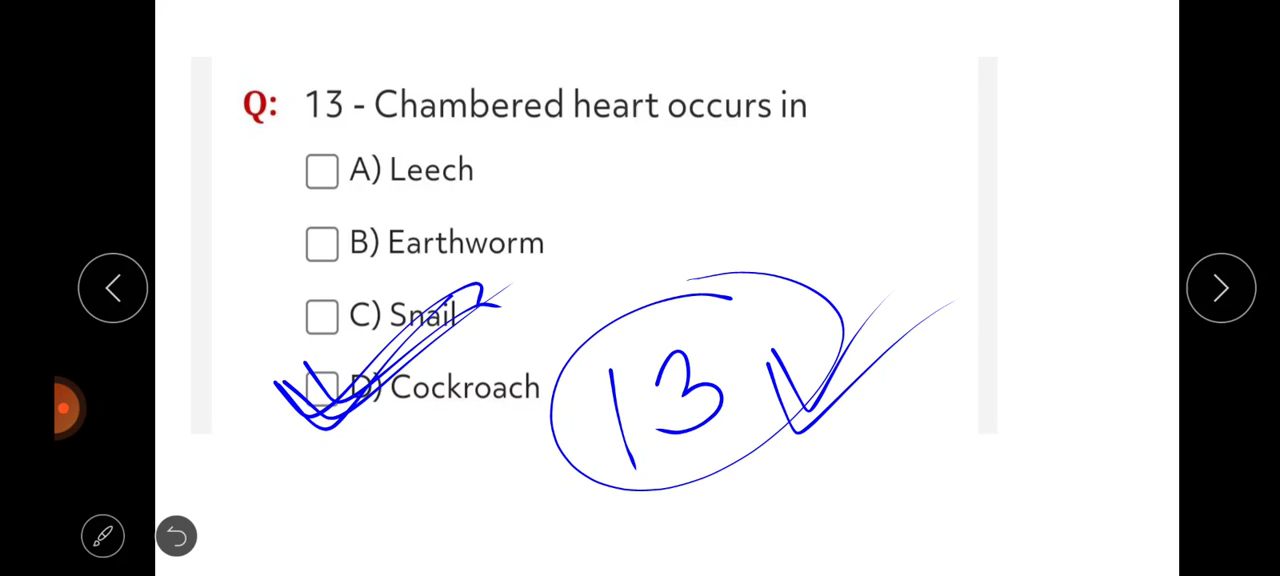 Q: 13 - Chambered heart occurs in
A) Leech
B) Earthworm
C) Snail
D) Cockroach
13